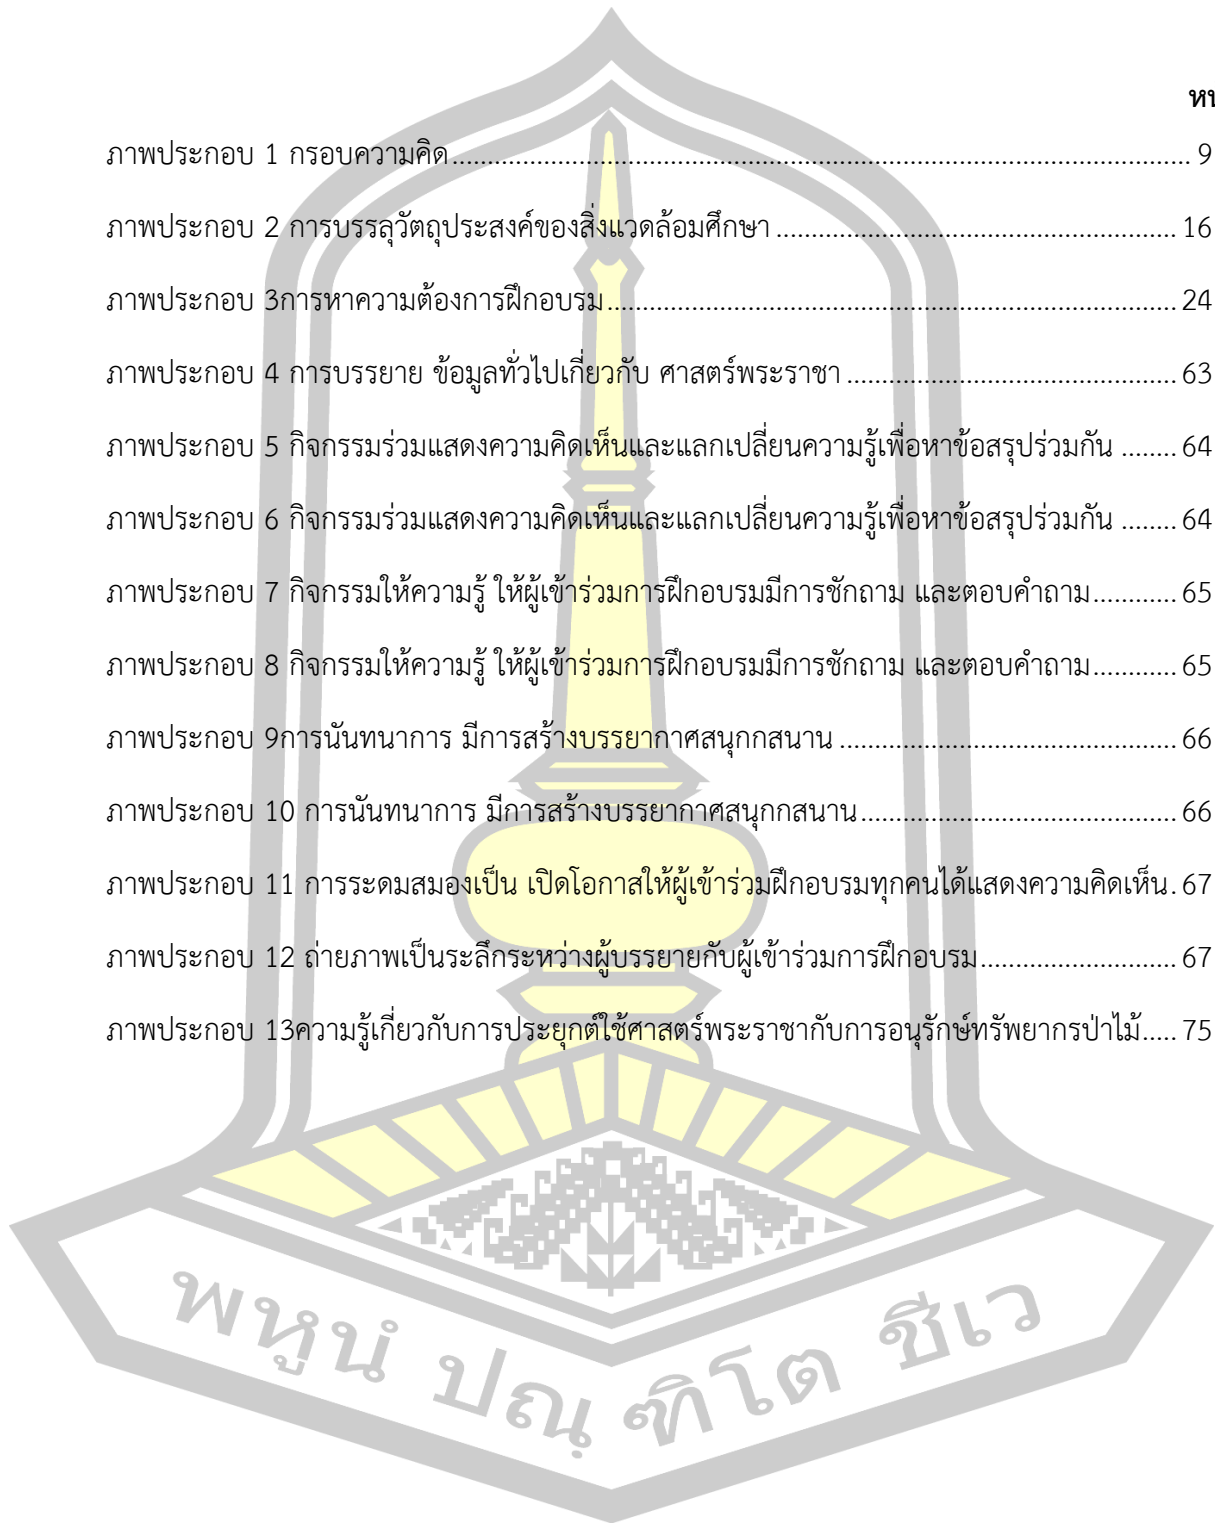 ภาพประกอบ 1 กรอบความคิด.......................................................................................................... 9
ภาพประกอบ 2 การบรรลุวัตถุประสงค์ของสิ่งแวดล้อมศึกษา......................................................... 16
ภาพประกอบ 3การหาความต้องการฝึกอบรม................................................................................. 24
ภาพประกอบ 4 การบรรยาย ข้อมูลทั่วไปเกี่ยวกับ ศาสตร์พระราชา............................................... 63
ภาพประกอบ 5 กิจกรรมร่วมแสดงความคิดเห็นและแลกเปลี่ยนความรู้เพื่อหาข้อสรุปร่วมกัน ........ 64
ภาพประกอบ 6 กิจกรรมร่วมแสดงความคิดเห็นและแลกเปลี่ยนความรู้เพื่อหาข้อสรุปร่วมกัน ........ 64
ภาพประกอบ 7 กิจกรรมให้ความรู้ ให้ผู้เข้าร่วมการฝึกอบรมมีการซักถาม และตอบคำถาม............ 65
ภาพประกอบ 8 กิจกรรมให้ความรู้ ให้ผู้เข้าร่วมการฝึกอบรมมีการซักถาม และตอบคำถาม............ 65
ภาพประกอบ 9การนันทนาการ มีการสร้างบรรยากาศสนุกกสนาน ................................................ 66
ภาพประกอบ 10 การนันทนาการ มีการสร้างบรรยากาศสนุกกสนาน............................................. 66
ภาพประกอบ 11 การระดมสมองเป็น เปิดโอกาสให้ผู้เข้าร่วมฝึกอบรมทุกคนได้แสดงความคิดเห็น. 67
ภาพประกอบ 12 ถ่ายภาพเป็นระลึกระหว่างผู้บรรยายกับผู้เข้าร่วมการฝึกอบรม............................ 67
ภาพประกอบ 13ความรู้เกี่ยวกับการประยุกต์ใช้ศาสตร์พระราชากับการอนุรักษ์ทรัพยากรป่าไม้..... 75
พหูนํ ปณฺฑิโต ชีเว